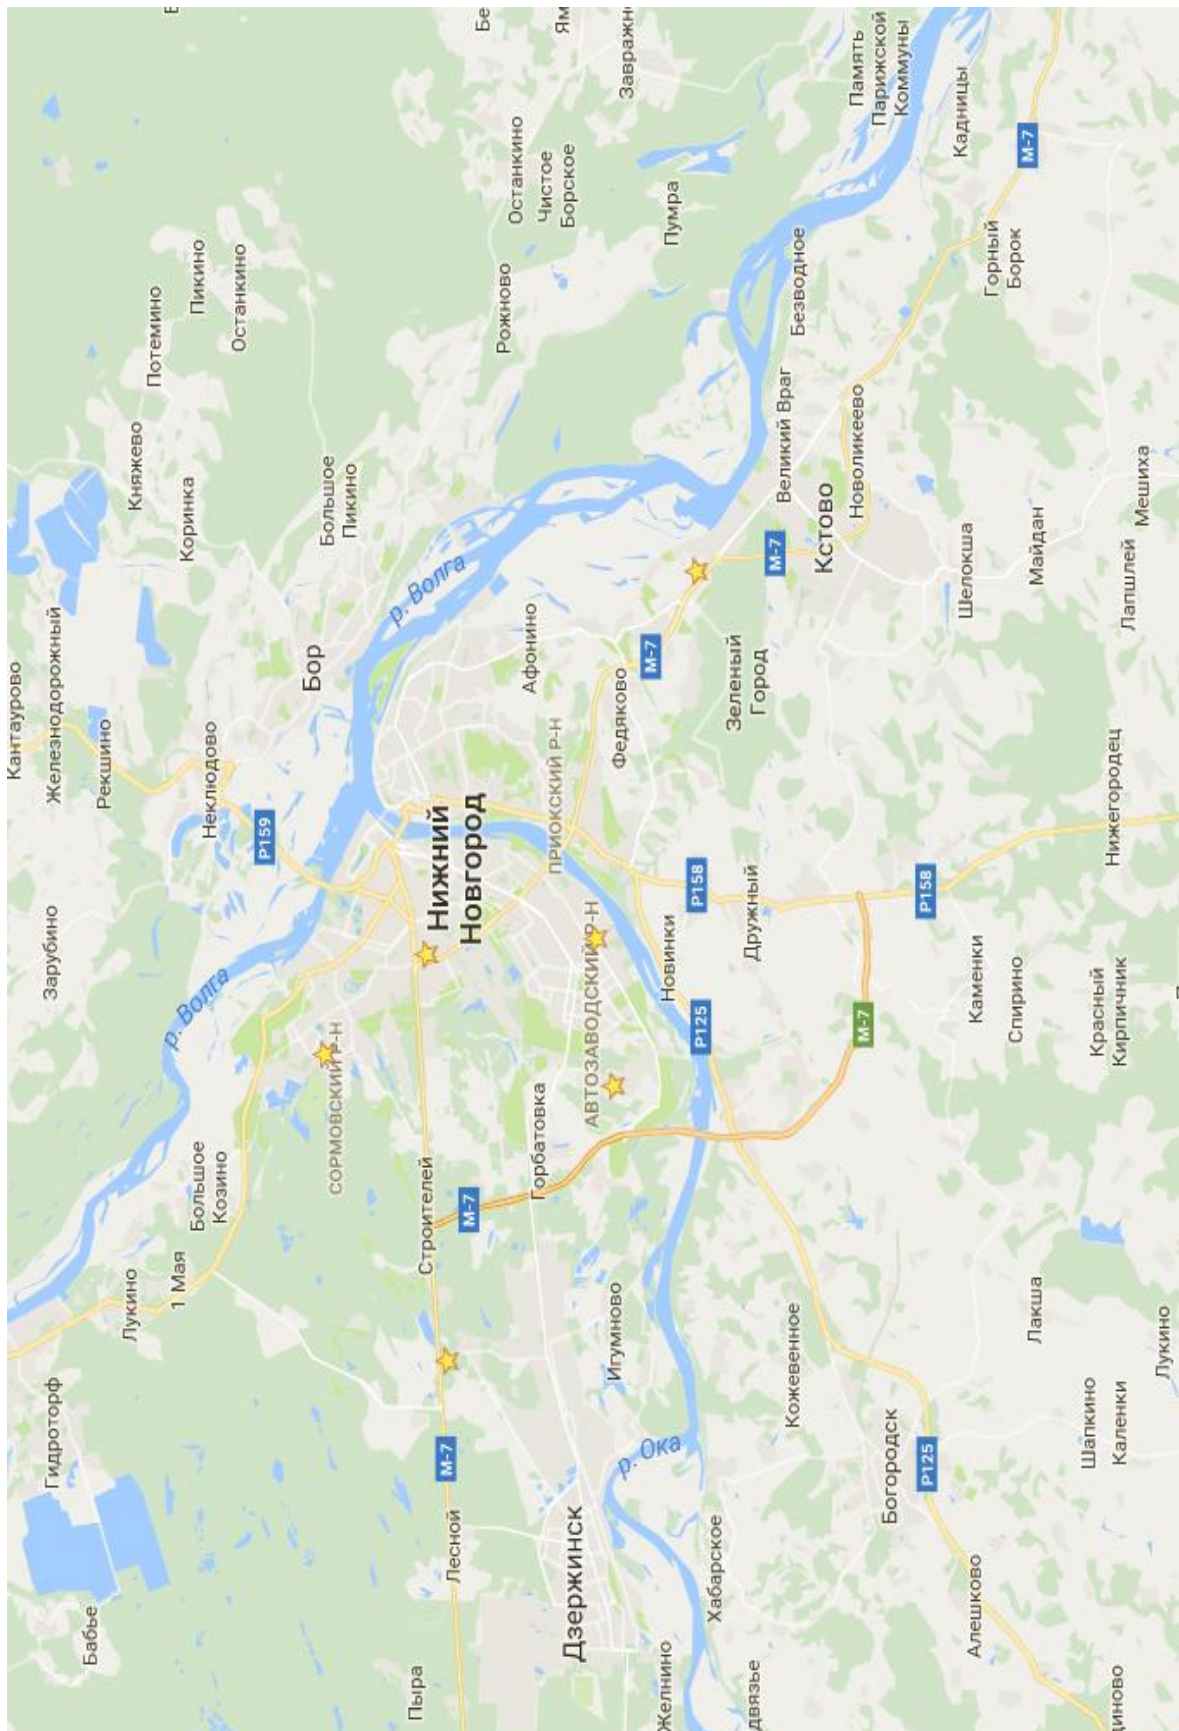 Кантаурово
Железнодорожный
Гидроторф
Зарубино
Бабье
Рекшино
Лукино
Княжево
Потемино
1 Мая
Коринка
Пикино
Большое
Козино
р. Волга
Неклюдово
Останкино
Р159
Бор
Большое
Пикино
СОРМОВСКИЙ Р-Н
Пыра
Строителей
р. Волга
Нижний
Новгород
М-7
Лесной
М-7
Бе
Рожново
Останкино
Чистое
Борское
Ям
Афонино
Горбатовка
ПРИОКСКИЙ Р-Н
Дзержинск
АВТОЗАВОДСКИЙ Р-Н
Игумново
Федяково
Завражн
р. Ока
М-7
Желнино
Новинки
Пумра
Р158
Р125
Хабарское
Зеленый
Город
двязье
Дружный
М-7
Великий Враг
Безводное
Кожевенное
Кстово
Новоликеево
Память
Парижской
Коммуны
М-7
Богородск
Р125
Р158
Кадницы
Шелокша
Алешково
Каменки
Горный
Борок
Спирино
М-7
Лакша
Майдан
Шапкино
Каленки
Красный
Кирпичник
Нижегородец
Лапшлей
Мешиха
Лукино